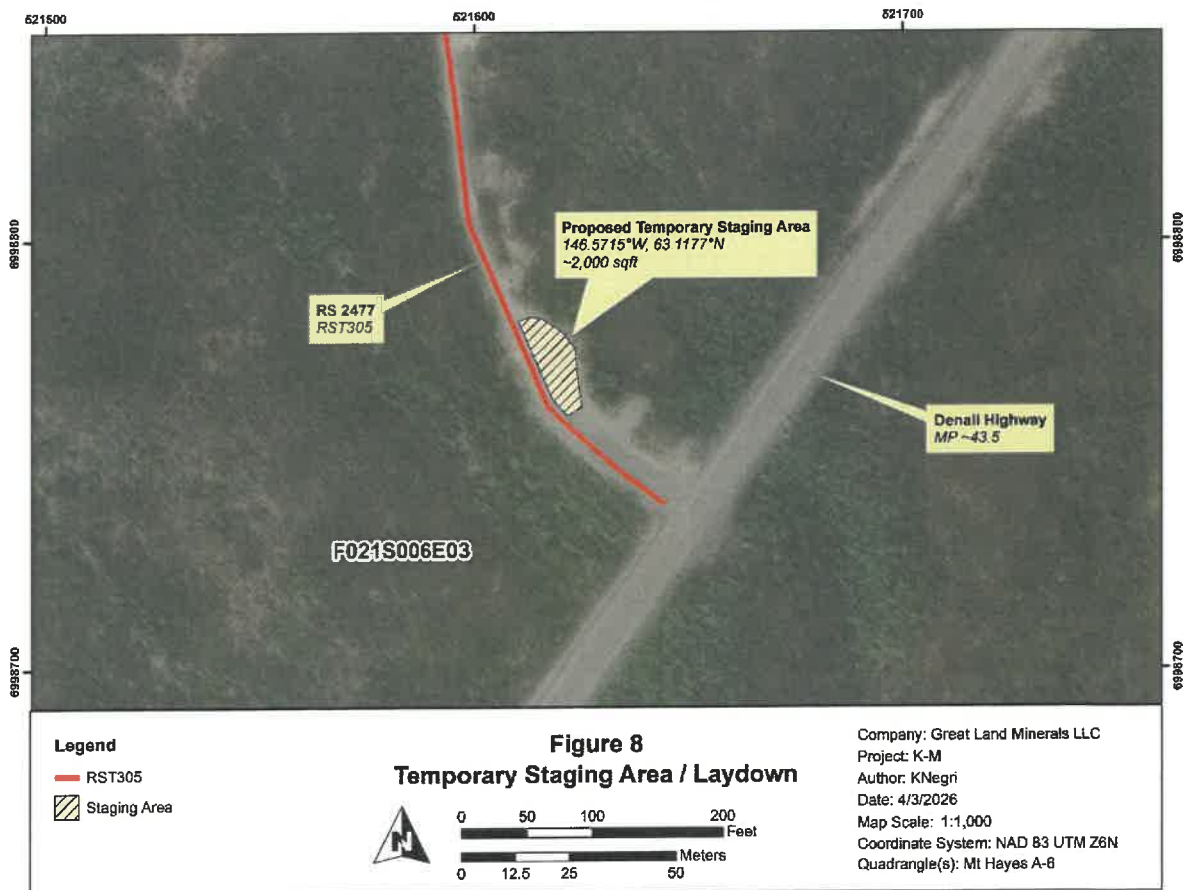 521500
521600
521700
6998800
6998800
Proposed Temporary Staging Area
146.5715°W, 63.1177°N
~2,000 sqft
RS 2477
RST305
Denali Highway
MP ~43.5
F021S006E03
6998700
6998700
Legend
RST305
Staging Area
Figure 8
Temporary Staging Area / Laydown
N
0 50 100 200
Feet
Meters
0 12.5 25 50
Company: Great Land Minerals LLC
Project: K-M
Author: KNegri
Date: 4/3/2026
Map Scale: 1:1,000
Coordinate System: NAD 83 UTM Z6N
Quadrangle(s): Mt Hayes A-6